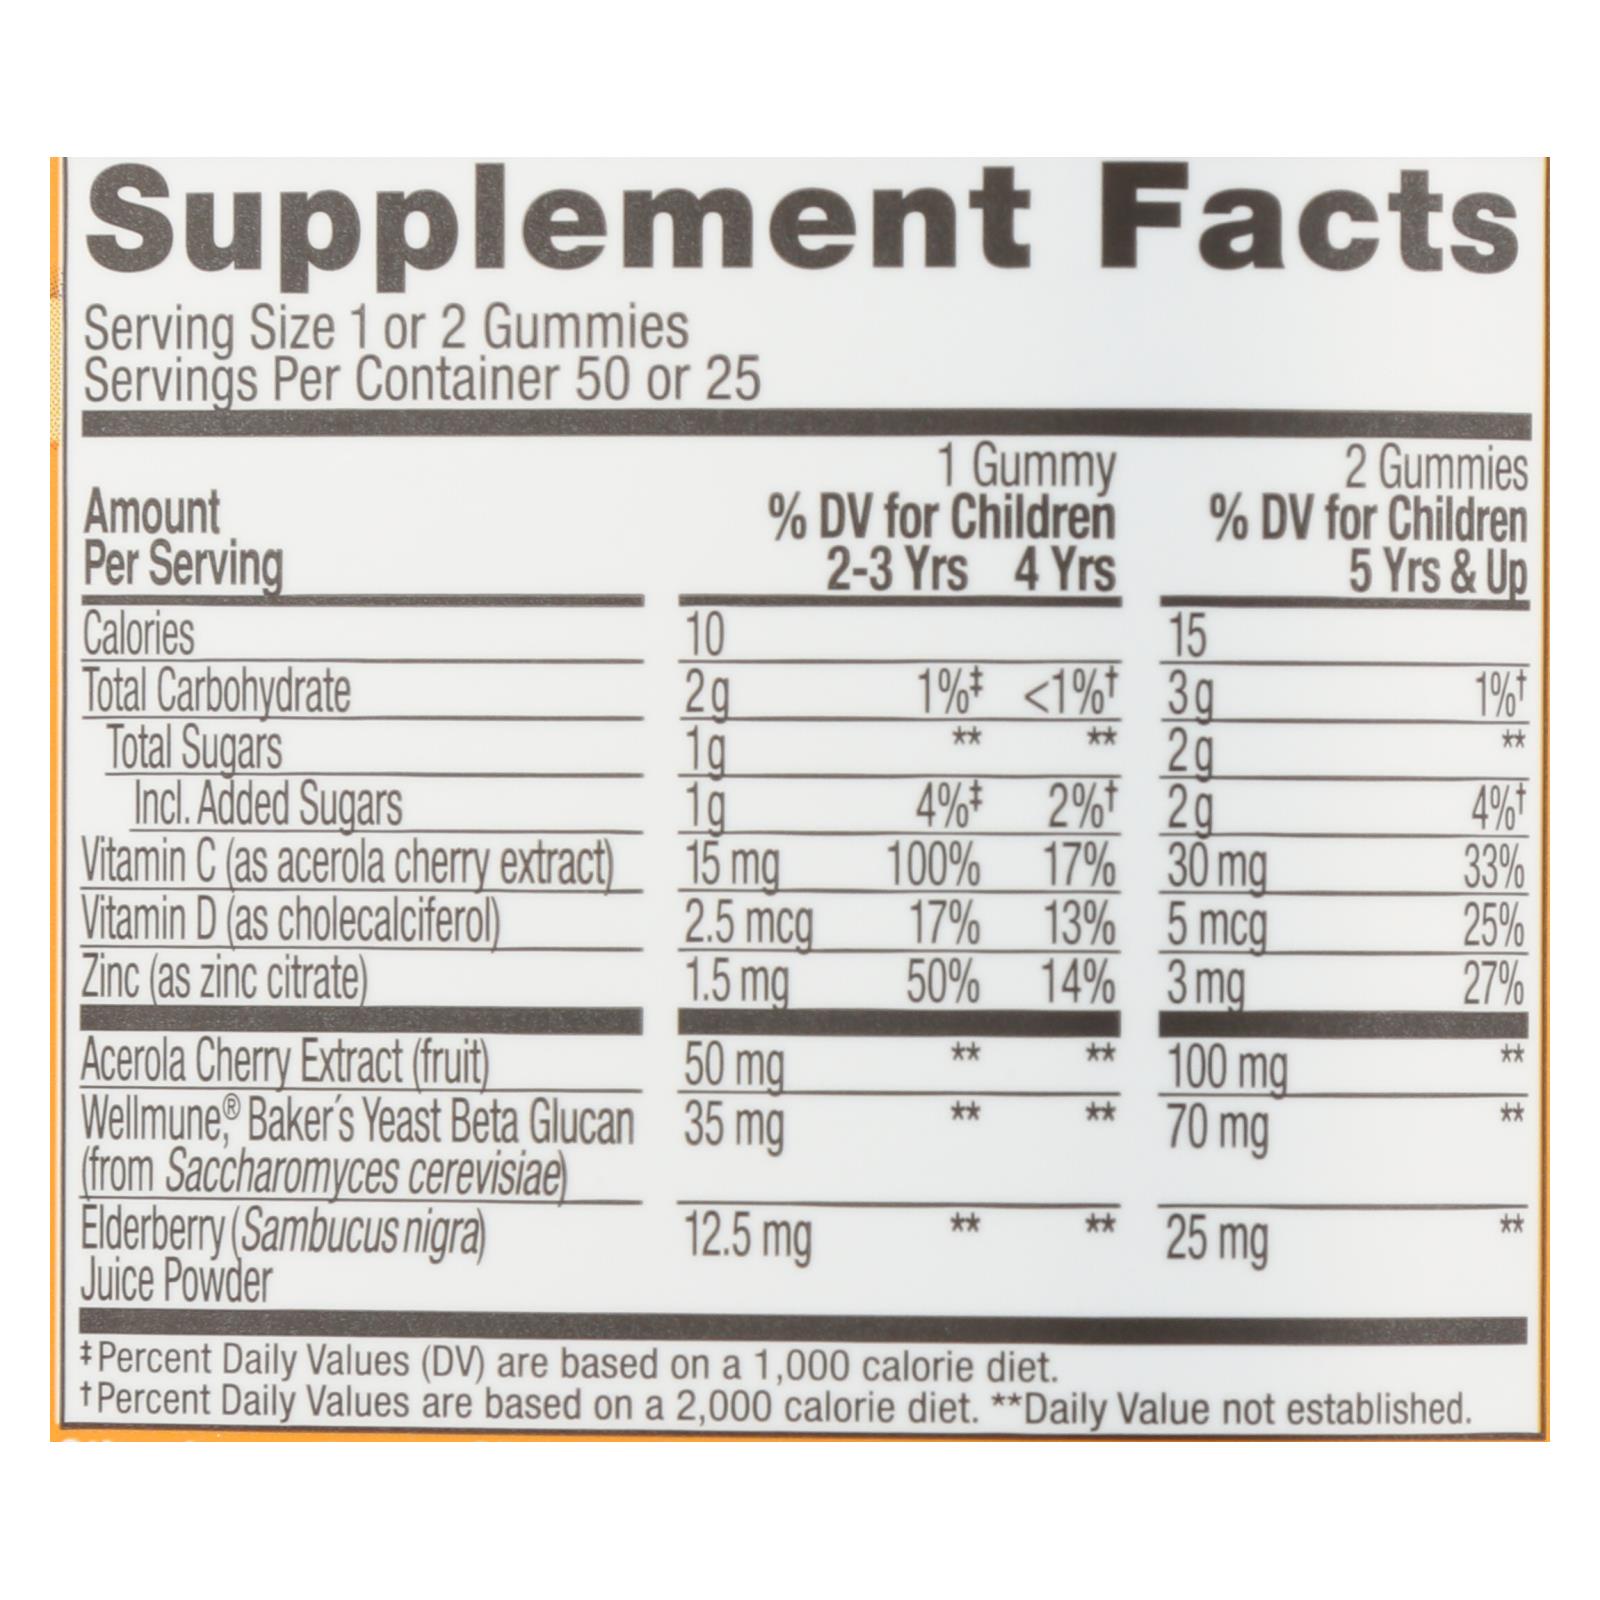 Supplement Facts
Serving Size 1 or 2 Gummies
Servings Per Container 50 or 25
1 Gummy 2 Gummies
Amount % DV for Children % DV for Children
Per Serving 2-3 Yrs 4 Yrs 5 Yrs & Up
Calories 10 15
Total Carbohydrate 2 g 1%‡ <1%† 3 g 1%†
Total Sugars 1 g ** ** 2 g **
Incl. Added Sugars 1 g 4%‡ 2%† 2 g 4%†
Vitamin C (as acerola cherry extract) 15 mg 100% 17% 30 mg 33%
Vitamin D (as cholecalciferol) 2.5 mcg 17% 13% 5 mcg 25%
Zinc (as zinc citrate) 1.5 mg 50% 14% 3 mg 27%
Acerola Cherry Extract (fruit) 50 mg ** ** 100 mg **
Wellmune,® Baker's Yeast Beta Glucan 35 mg ** ** 70 mg **
(from Saccharomyces cerevisiae)
Elderberry (Sambucus nigra) 12.5 mg ** ** 25 mg **
Juice Powder
‡Percent Daily Values (DV) are based on a 1,000 calorie diet.
†Percent Daily Values are based on a 2,000 calorie diet. **Daily Value not established.